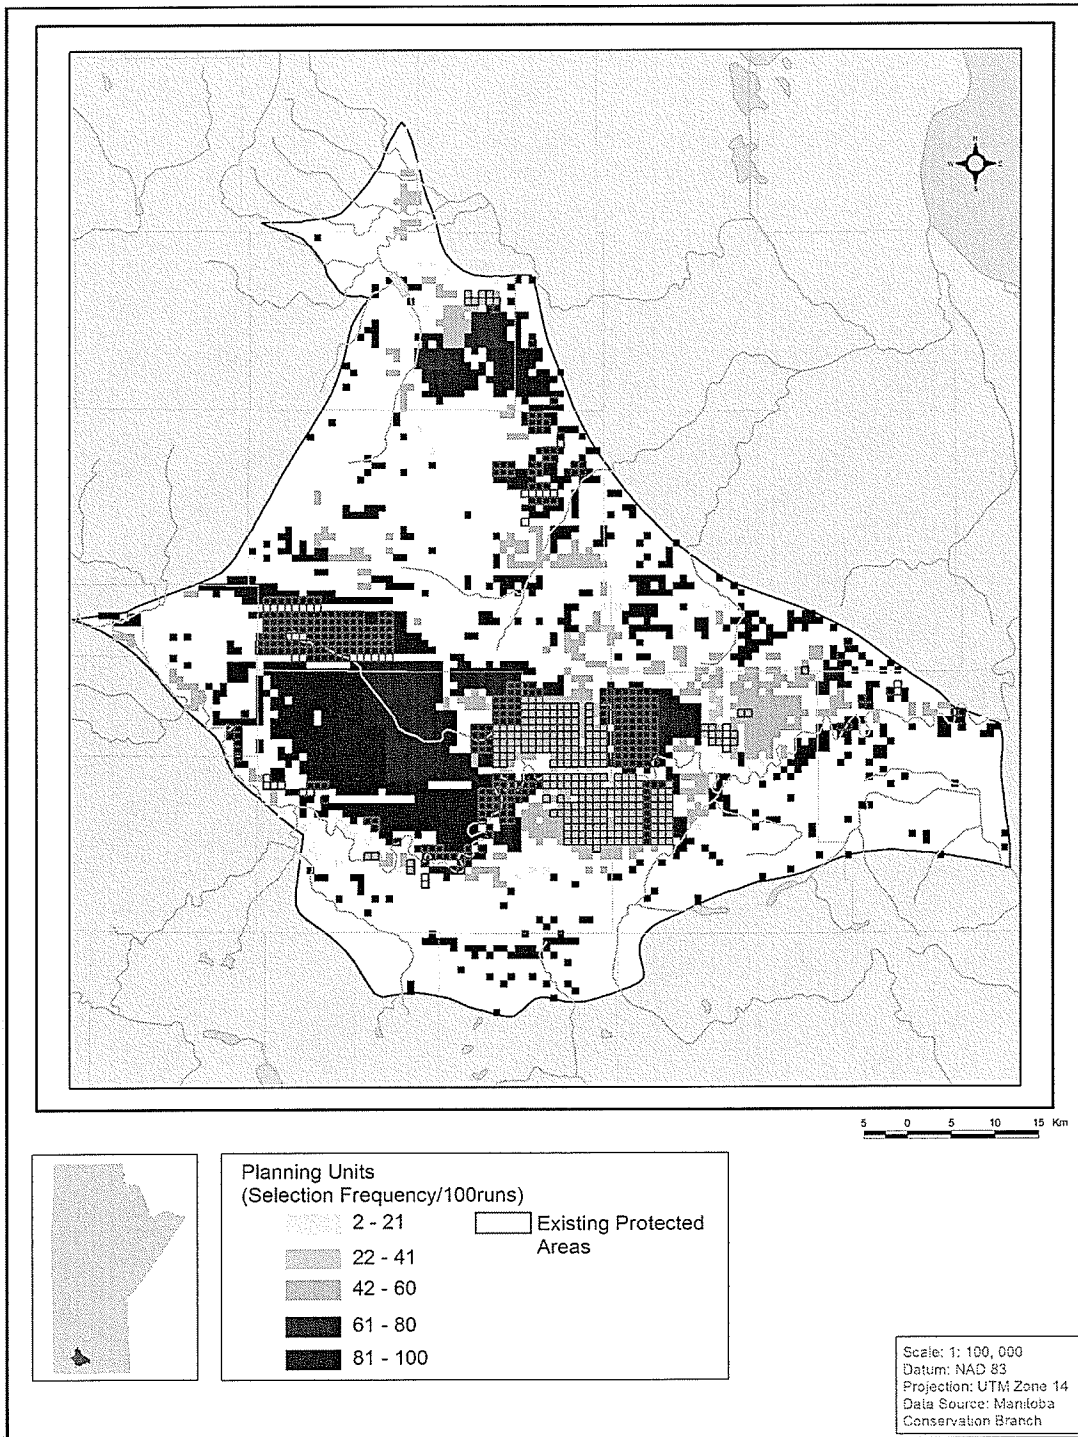 N
W
E
S
5 0 5 10 15 Km
Planning Units
(Selection Frequency/100runs)
2 - 21
Existing Protected
Areas
22 - 41
42 - 60
61 - 80
81 - 100
Scale: 1: 100, 000
Datum: NAD 83
Projection: UTM Zone 14
Data Source: Manitoba
Conservation Branch